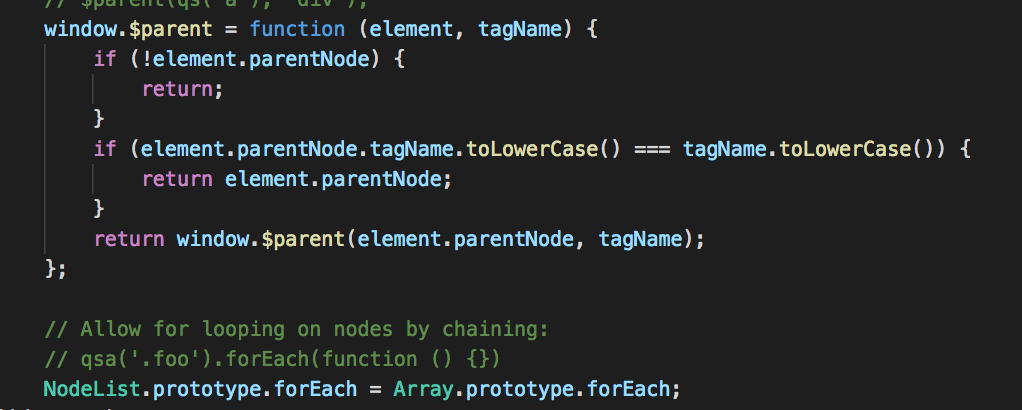 // $parent(qs('a'), 'div');
window.$parent = function (element, tagName) {
    if (!element.parentNode) {
        return;
    }
    if (element.parentNode.tagName.toLowerCase() === tagName.toLowerCase()) {
        return element.parentNode;
    }
    return window.$parent(element.parentNode, tagName);
};
// Allow for looping on nodes by chaining:
// qsa('.foo').forEach(function () {})
NodeList.prototype.forEach = Array.prototype.forEach;